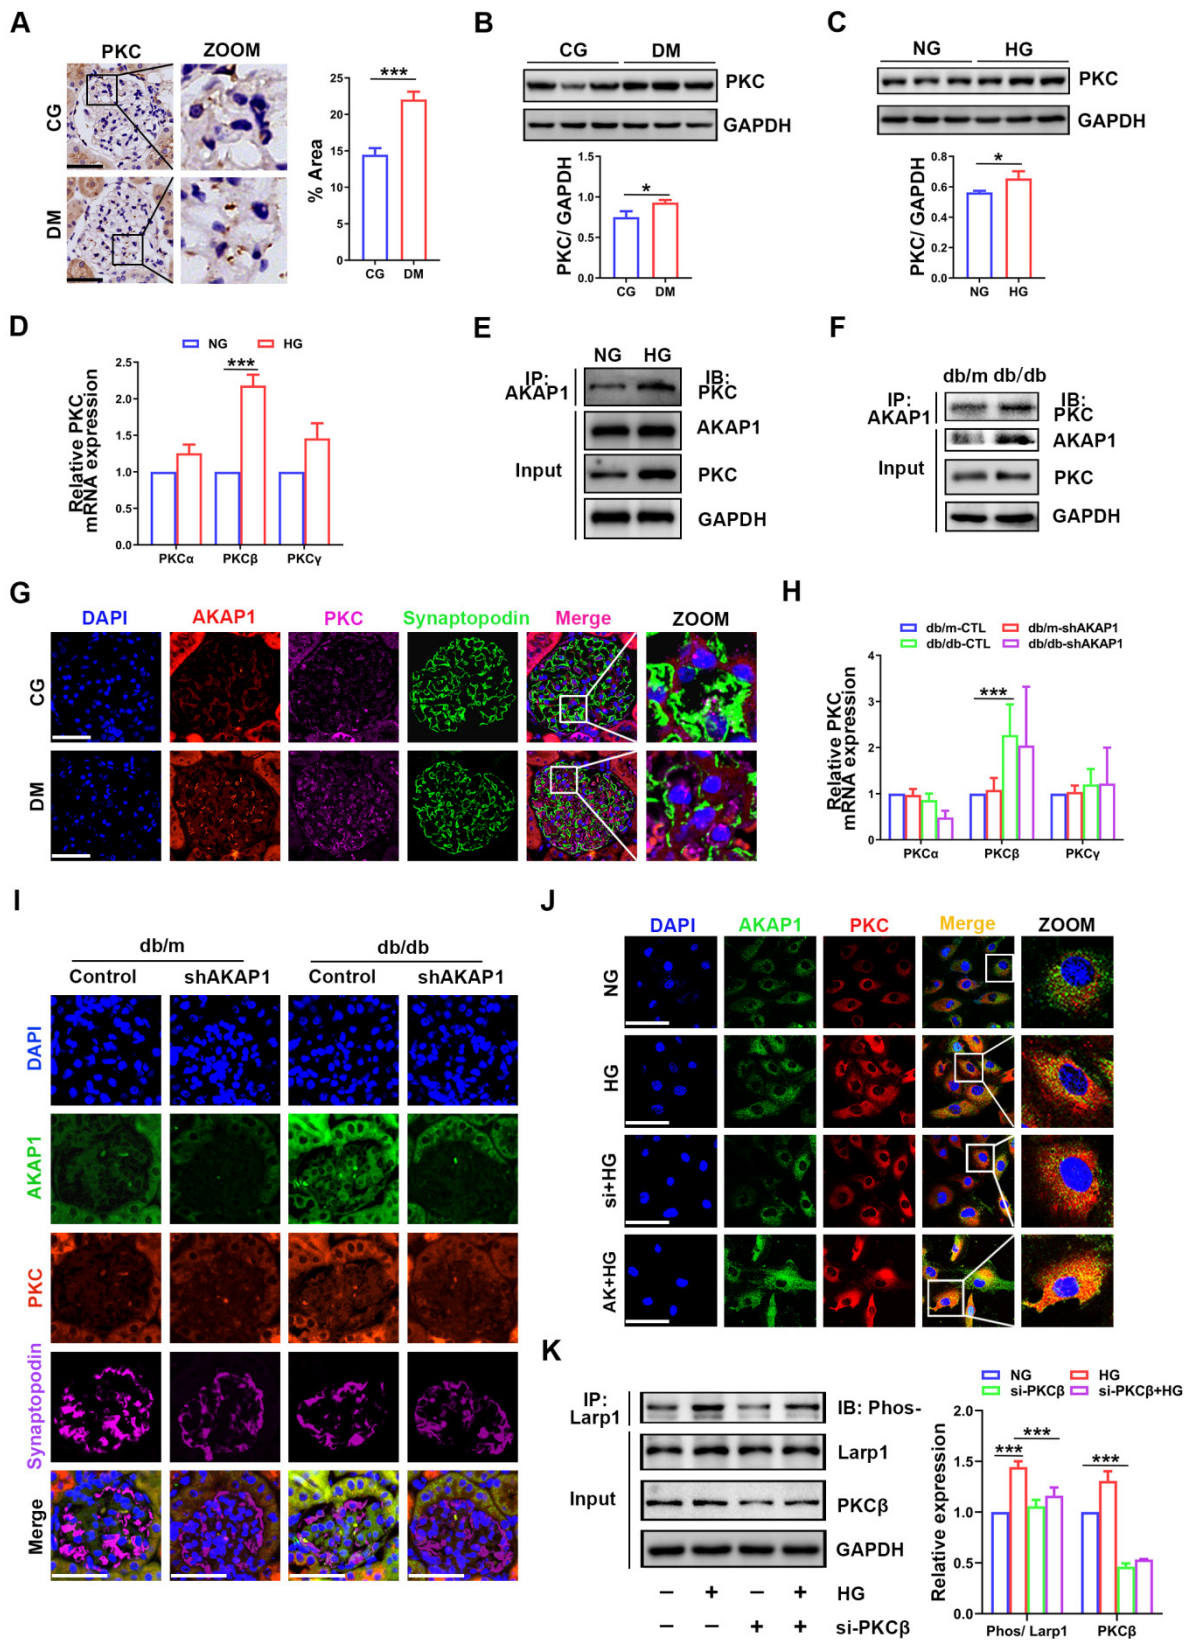 A
PKC ZOOM
CG
DM
% Area
25
20
15
10
5
0
***
CG DM
B
CG DM
PKC
GAPDH
PKC/ GAPDH
1.5
1.0
0.5
0.0
*
CG DM
C
NG HG
PKC
GAPDH
PKC/ GAPDH
0.8
0.6
0.4
0.2
0.0
*
NG HG
D
NG HG
Relative PKC
mRNA expression
2.5
2.0
1.5
1.0
0.5
0.0
***
PKCα PKCβ PKCγ
E
NG HG
IP:
AKAP1
IB:
PKC
AKAP1
Input
PKC
GAPDH
F
db/m db/db
IP:
AKAP1
IB:
PKC
AKAP1
Input
PKC
GAPDH
G
DAPI AKAP1 PKC Synaptopodin Merge ZOOM
CG
DM
H
db/m-CTL db/m-shAKAP1
db/db-CTL db/db-shAKAP1
Relative PKC
mRNA expression
4
3
2
1
0
***
PKCα PKCβ PKCγ
I
db/m db/db
Control shAKAP1 Control shAKAP1
DAPI
AKAP1
PKC
Synaptopodin
Merge
J
DAPI AKAP1 PKC Merge ZOOM
NG
HG
si+HG
AK+HG
K
IP:
Larp1
IB: Phos-
Larp1
Input
PKCβ
GAPDH
– + – + HG
– – + + si-PKCβ
NG HG
si-PKCβ si-PKCβ+HG
Relative expression
2.0
1.5
1.0
0.5
0.0
*** *** ***
Phos/ Larp1 PKCβ